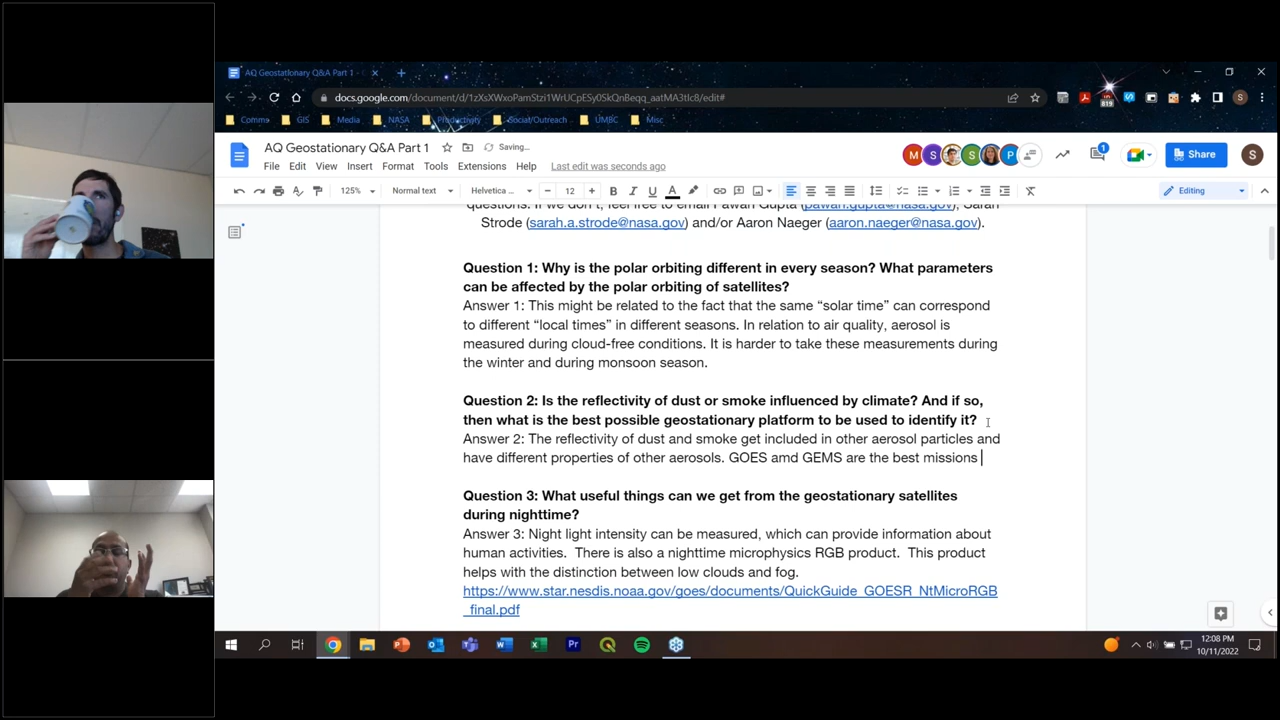 AQ Geostationary Q&A Part 1
docs.google.com/document/d/1zXsXWxoPamStzi1WrUCpESy0SkQnBeqq_aatMA3tIc8/edit#
Comms GIS Media NASA Productivity Social/Outreach UMBC Misc
AQ Geostationary Q&A Part 1 Saving...
File Edit View Insert Format Tools Extensions Help Last edit was seconds ago
Share
125% Normal text Helvetica ... 12 Editing
questions. If we don't, feel free to email Pawan Gupta (pawan.gupta@nasa.gov), Sarah
Strode (sarah.a.strode@nasa.gov) and/or Aaron Naeger (aaron.naeger@nasa.gov).
Question 1: Why is the polar orbiting different in every season? What parameters
can be affected by the polar orbiting of satellites?
Answer 1: This might be related to the fact that the same “solar time” can correspond
to different “local times” in different seasons. In relation to air quality, aerosol is
measured during cloud-free conditions. It is harder to take these measurements during
the winter and during monsoon season.
Question 2: Is the reflectivity of dust or smoke influenced by climate? And if so,
then what is the best possible geostationary platform to be used to identify it?
Answer 2: The reflectivity of dust and smoke get included in other aerosol particles and
have different properties of other aerosols. GOES amd GEMS are the best missions
Question 3: What useful things can we get from the geostationary satellites
during nighttime?
Answer 3: Night light intensity can be measured, which can provide information about
human activities. There is also a nighttime microphysics RGB product. This product
helps with the distinction between low clouds and fog.
https://www.star.nesdis.noaa.gov/goes/documents/QuickGuide_GOESR_NtMicroRGB
_final.pdf
12:08 PM
10/11/2022